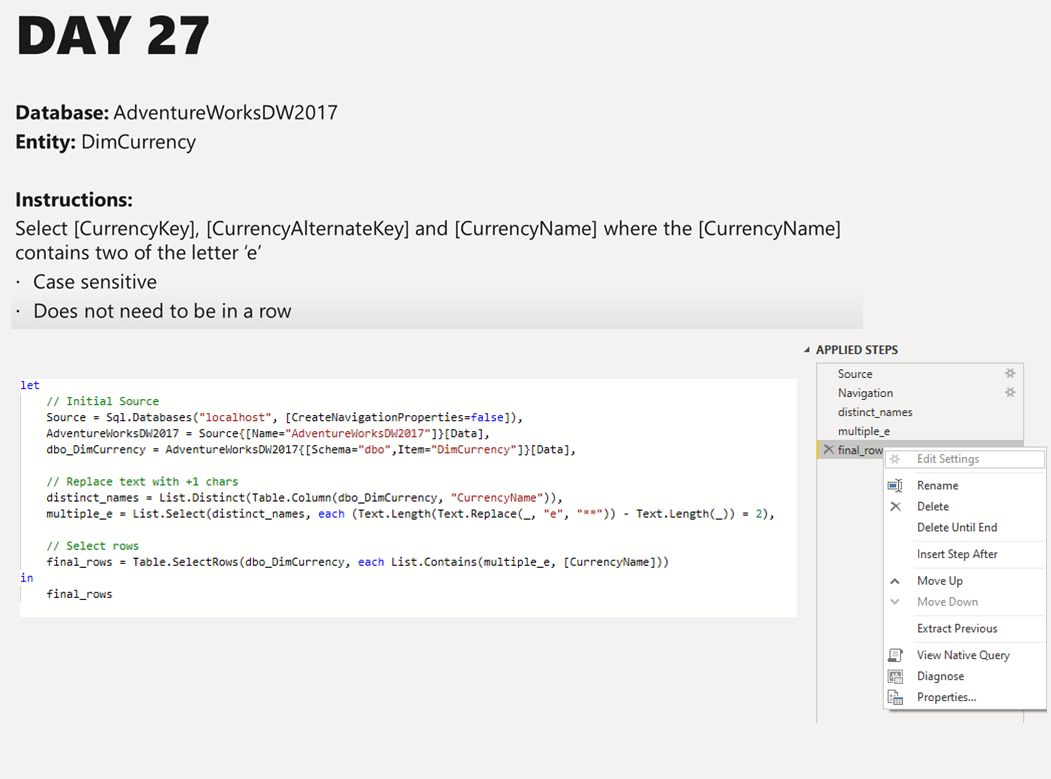 DAY 27
Database: AdventureWorksDW2017
Entity: DimCurrency
Instructions:
Select [CurrencyKey], [CurrencyAlternateKey] and [CurrencyName] where the [CurrencyName]
contains two of the letter ‘e’
· Case sensitive
· Does not need to be in a row
let
// Initial Source
Source = Sql.Databases("localhost", [CreateNavigationProperties=false]),
AdventureWorksDW2017 = Source{[Name="AdventureWorksDW2017"]}[Data],
dbo_DimCurrency = AdventureWorksDW2017{[Schema="dbo",Item="DimCurrency"]}[Data],
// Replace text with +1 chars
distinct_names = List.Distinct(Table.Column(dbo_DimCurrency, "CurrencyName")),
multiple_e = List.Select(distinct_names, each (Text.Length(Text.Replace(_, "e", "**")) - Text.Length(_)) = 2),
// Select rows
final_rows = Table.SelectRows(dbo_DimCurrency, each List.Contains(multiple_e, [CurrencyName]))
in
final_rows
APPLIED STEPS
Source
Navigation
distinct_names
multiple_e
final_row
Edit Settings
Rename
Delete
Delete Until End
Insert Step After
Move Up
Move Down
Extract Previous
View Native Query
Diagnose
Properties...